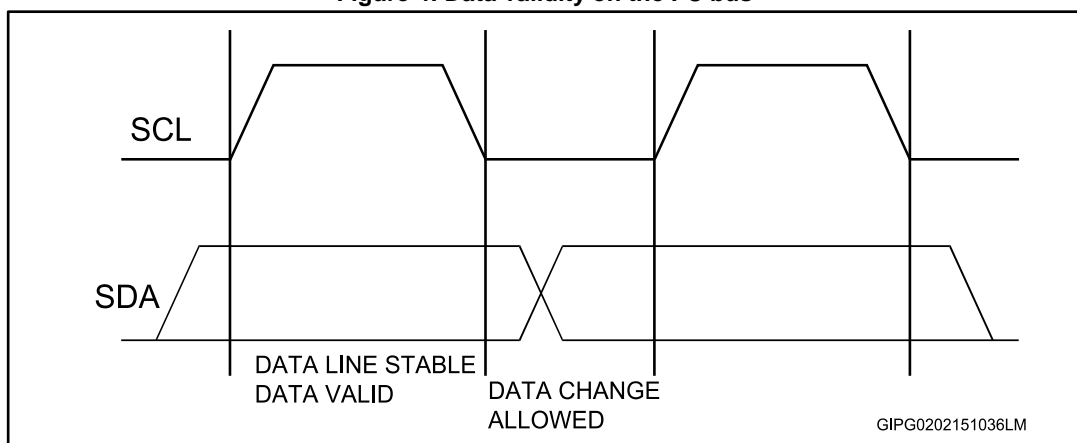 SCL
SDA
DATA LINE STABLE
DATA VALID
DATA CHANGE
ALLOWED
GIPG0202151036LM